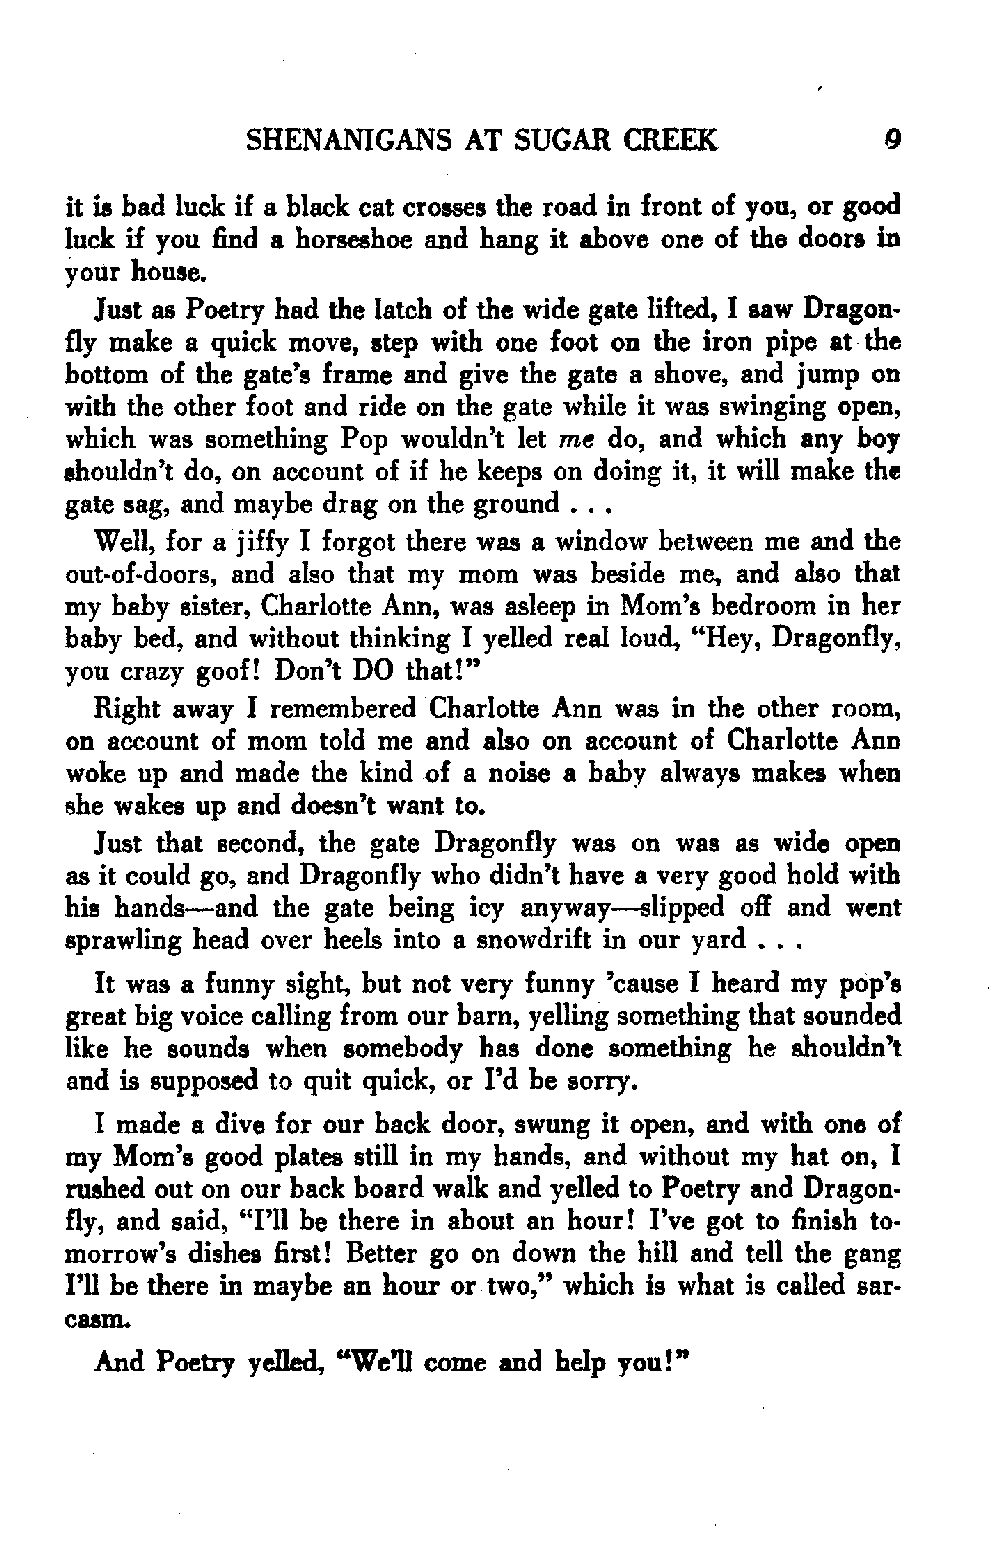 SHENANIGANS AT SUGAR CREEK 9
it is bad luck if a black cat crosses the road in front of you, or good
luck if you find a horseshoe and hang it above one of the doors in
your house.
Just as Poetry had the latch of the wide gate lifted, I saw Dragon-
fly make a quick move, step with one foot on the iron pipe at the
bottom of the gate's frame and give the gate a shove, and jump on
with the other foot and ride on the gate while it was swinging open,
which was something Pop wouldn't let me do, and which any boy
shouldn't do, on account of if he keeps on doing it, it will make the
gate sag, and maybe drag on the ground . . .
Well, for a jiffy I forgot there was a window between me and the
out-of-doors, and also that my mom was beside me, and also that
my baby sister, Charlotte Ann, was asleep in Mom's bedroom in her
baby bed, and without thinking I yelled real loud, "Hey, Dragonfly,
you crazy goof! Don't DO that!"
Right away I remembered Charlotte Ann was in the other room,
on account of mom told me and also on account of Charlotte Ann
woke up and made the kind of a noise a baby always makes when
she wakes up and doesn't want to.
Just that second, the gate Dragonfly was on was as wide open
as it could go, and Dragonfly who didn't have a very good hold with
his hands—and the gate being icy anyway—slipped off and went
sprawling head over heels into a snowdrift in our yard . . .
It was a funny sight, but not very funny 'cause I heard my pop's
great big voice calling from our barn, yelling something that sounded
like he sounds when somebody has done something he shouldn't
and is supposed to quit quick, or I'd be sorry.
I made a dive for our back door, swung it open, and with one of
my Mom's good plates still in my hands, and without my hat on, I
rushed out on our back board walk and yelled to Poetry and Dragon-
fly, and said, "I'll be there in about an hour! I've got to finish to-
morrow's dishes first! Better go on down the hill and tell the gang
I'll be there in maybe an hour or two," which is what is called sar-
casm.
And Poetry yelled, "We'll come and help you!"